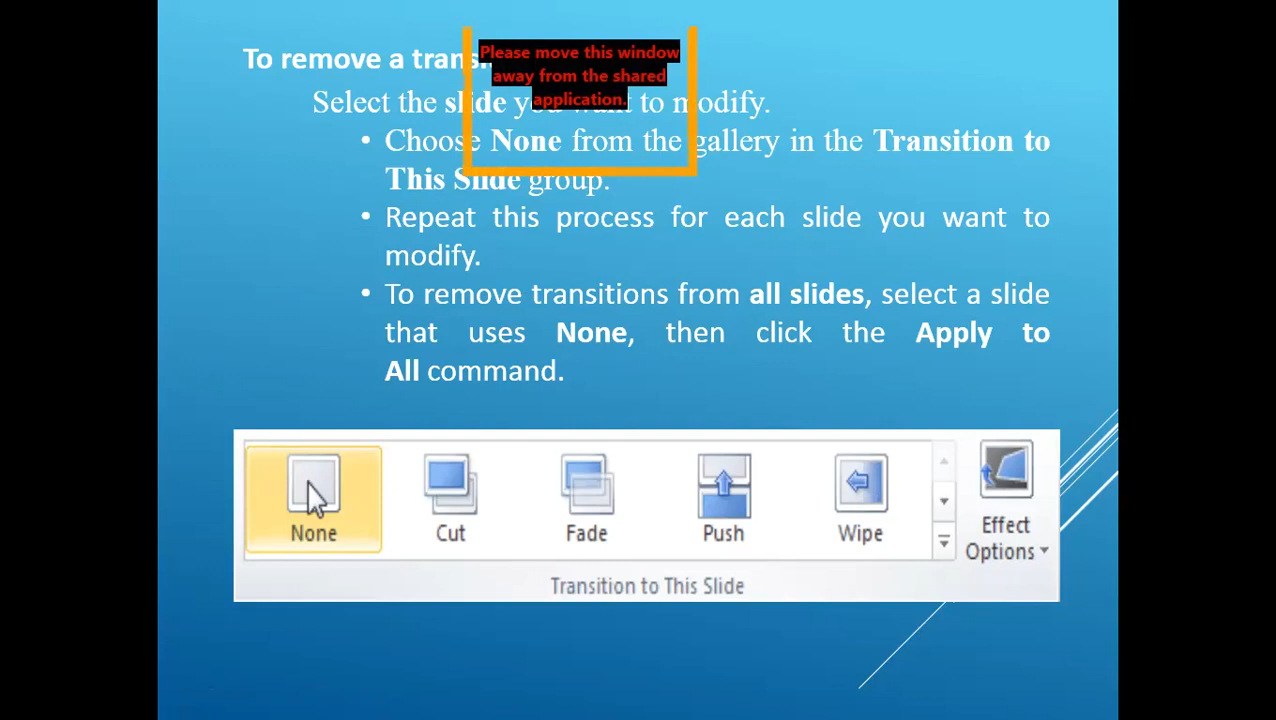 To remove a
Please move this window
away from the shared
application.
Select the slide you want to modify.
• Choose None from the gallery in the Transition to
This Slide group.
• Repeat this process for each slide you want to
modify.
• To remove transitions from all slides, select a slide
that uses None, then click the Apply to
All command.
None
Cut
Fade
Push
Wipe
Effect
Options
Transition to This Slide